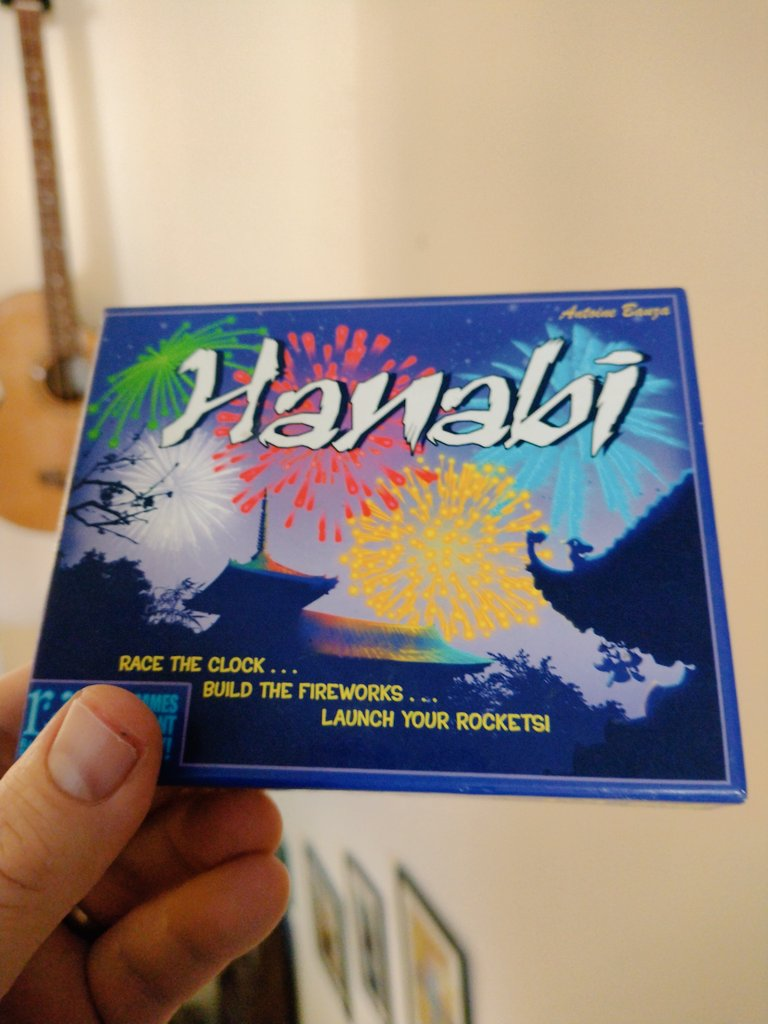 Antoine Bauza
Hanabi
RACE THE CLOCK...
BUILD THE FIREWORKS...
LAUNCH YOUR ROCKETS!